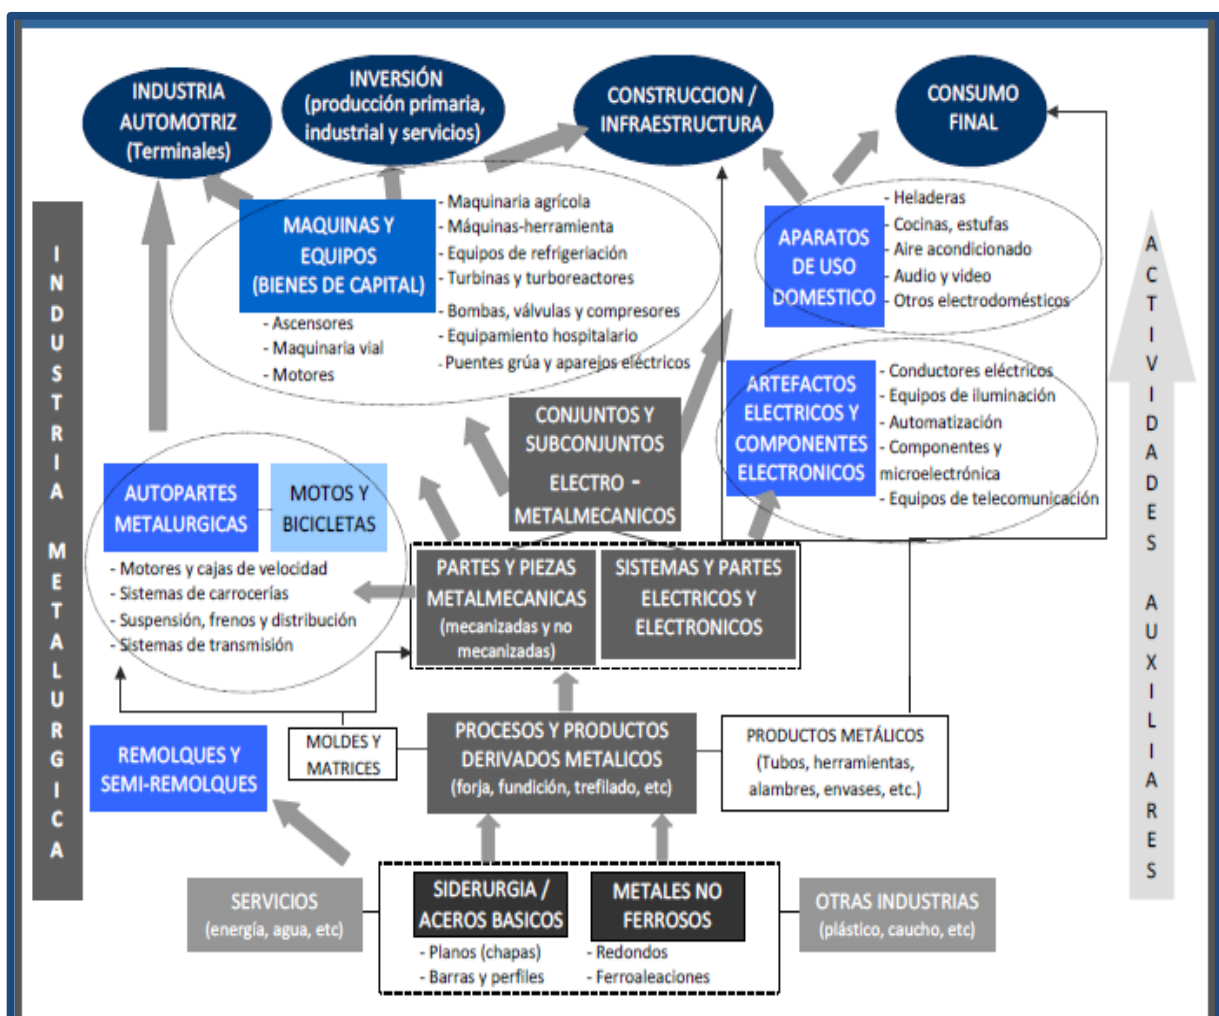 INDUSTRIA
AUTOMOTRIZ
(Terminales)
INVERSIÓN
(producción primaria,
industrial y servicios)
CONSTRUCCION /
INFRAESTRUCTURA
CONSUMO
FINAL
INDUSTRIA METALURGICA
MAQUINAS Y
EQUIPOS
(BIENES DE CAPITAL)
- Ascensores
- Maquinaria vial
- Motores
- Maquinaria agrícola
- Máquinas-herramienta
- Equipos de refrigeriación
- Turbinas y turboreactores
- Bombas, válvulas y compresores
- Equipamiento hospitalario
- Puentes grúa y aparejos eléctricos
APARATOS
DE USO
DOMESTICO
- Heladeras
- Cocinas, estufas
- Aire acondicionado
- Audio y video
- Otros electrodomésticos
ACTIVIDADES AUXILIARES
ARTEFACTOS
ELECTRICOS Y
COMPONENTES
ELECTRONICOS
- Conductores eléctricos
- Equipos de iluminación
- Automatización
- Componentes y
microelectrónica
- Equipos de telecomunicación
CONJUNTOS Y
SUBCONJUNTOS
ELECTRO -
METALMECANICOS
AUTOPARTES
METALURGICAS
MOTOS Y
BICICLETAS
- Motores y cajas de velocidad
- Sistemas de carrocerías
- Suspensión, frenos y distribución
- Sistemas de transmisión
PARTES Y PIEZAS
METALMECANICAS
(mecanizadas y no
mecanizadas)
SISTEMAS Y PARTES
ELECTRICOS Y
ELECTRONICOS
REMOLQUES Y
SEMI-REMOLQUES
MOLDES Y
MATRICES
PROCESOS Y PRODUCTOS
DERIVADOS METALICOS
(forja, fundición, trefilado, etc)
PRODUCTOS METÁLICOS
(Tubos, herramientas,
alambres, envases, etc.)
SERVICIOS
(energía, agua, etc)
SIDERURGIA /
ACEROS BASICOS
- Planos (chapas)
- Barras y perfiles
METALES NO
FERROSOS
- Redondos
- Ferroaleaciones
OTRAS INDUSTRIAS
(plástico, caucho, etc)